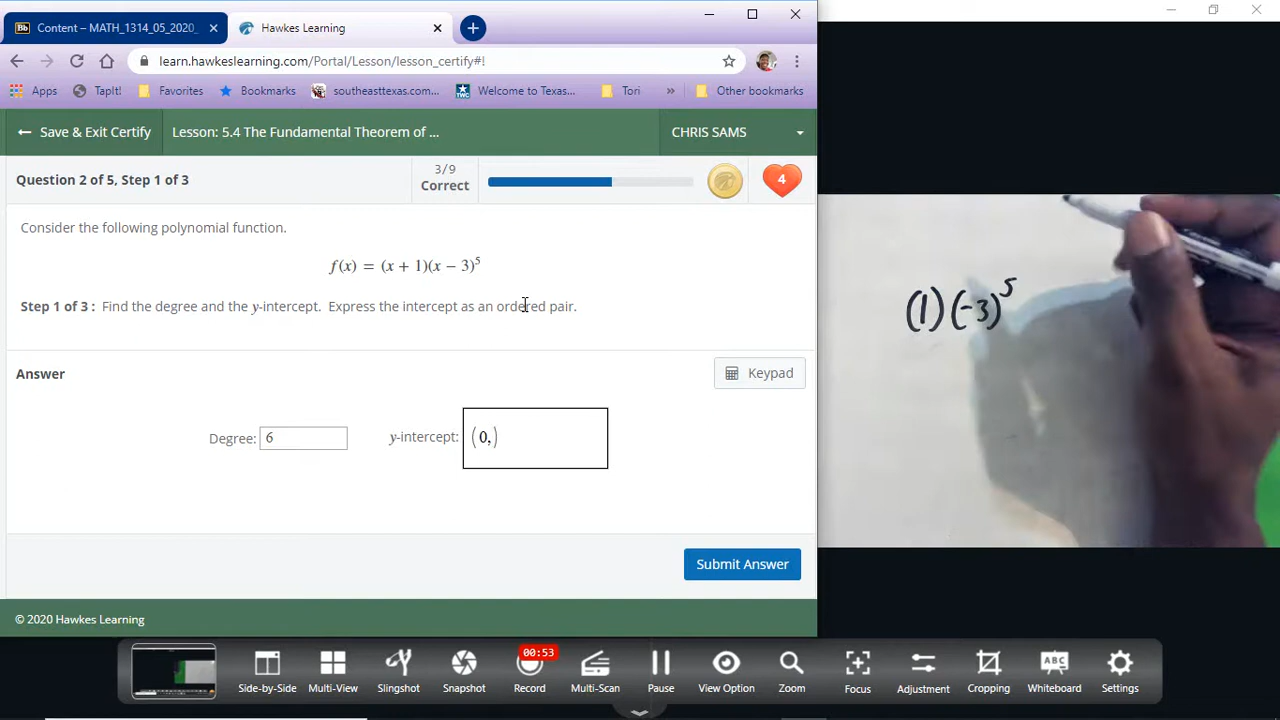 Content – MATH_1314_05_2020_
Hawkes Learning
learn.hawkeslearning.com/Portal/Lesson/lesson_certify#!
Apps
TapIt!
Favorites
Bookmarks
southeasttexas.com...
Welcome to Texas...
Tori
»
Other bookmarks
← Save & Exit Certify
Lesson: 5.4 The Fundamental Theorem of ...
CHRIS SAMS
Question 2 of 5, Step 1 of 3
3/9
Correct
4
Consider the following polynomial function.
f(x) = (x + 1)(x − 3)⁵
Step 1 of 3 : Find the degree and the y-intercept. Express the intercept as an ordered pair.
Answer
Keypad
Degree: 6
y-intercept: (0,)
Submit Answer
© 2020 Hawkes Learning
(1)(-3)⁵
00:53
Side-by-Side
Multi-View
Slingshot
Snapshot
Record
Multi-Scan
Pause
View Option
Zoom
Focus
Adjustment
Cropping
ABC
Whiteboard
Settings